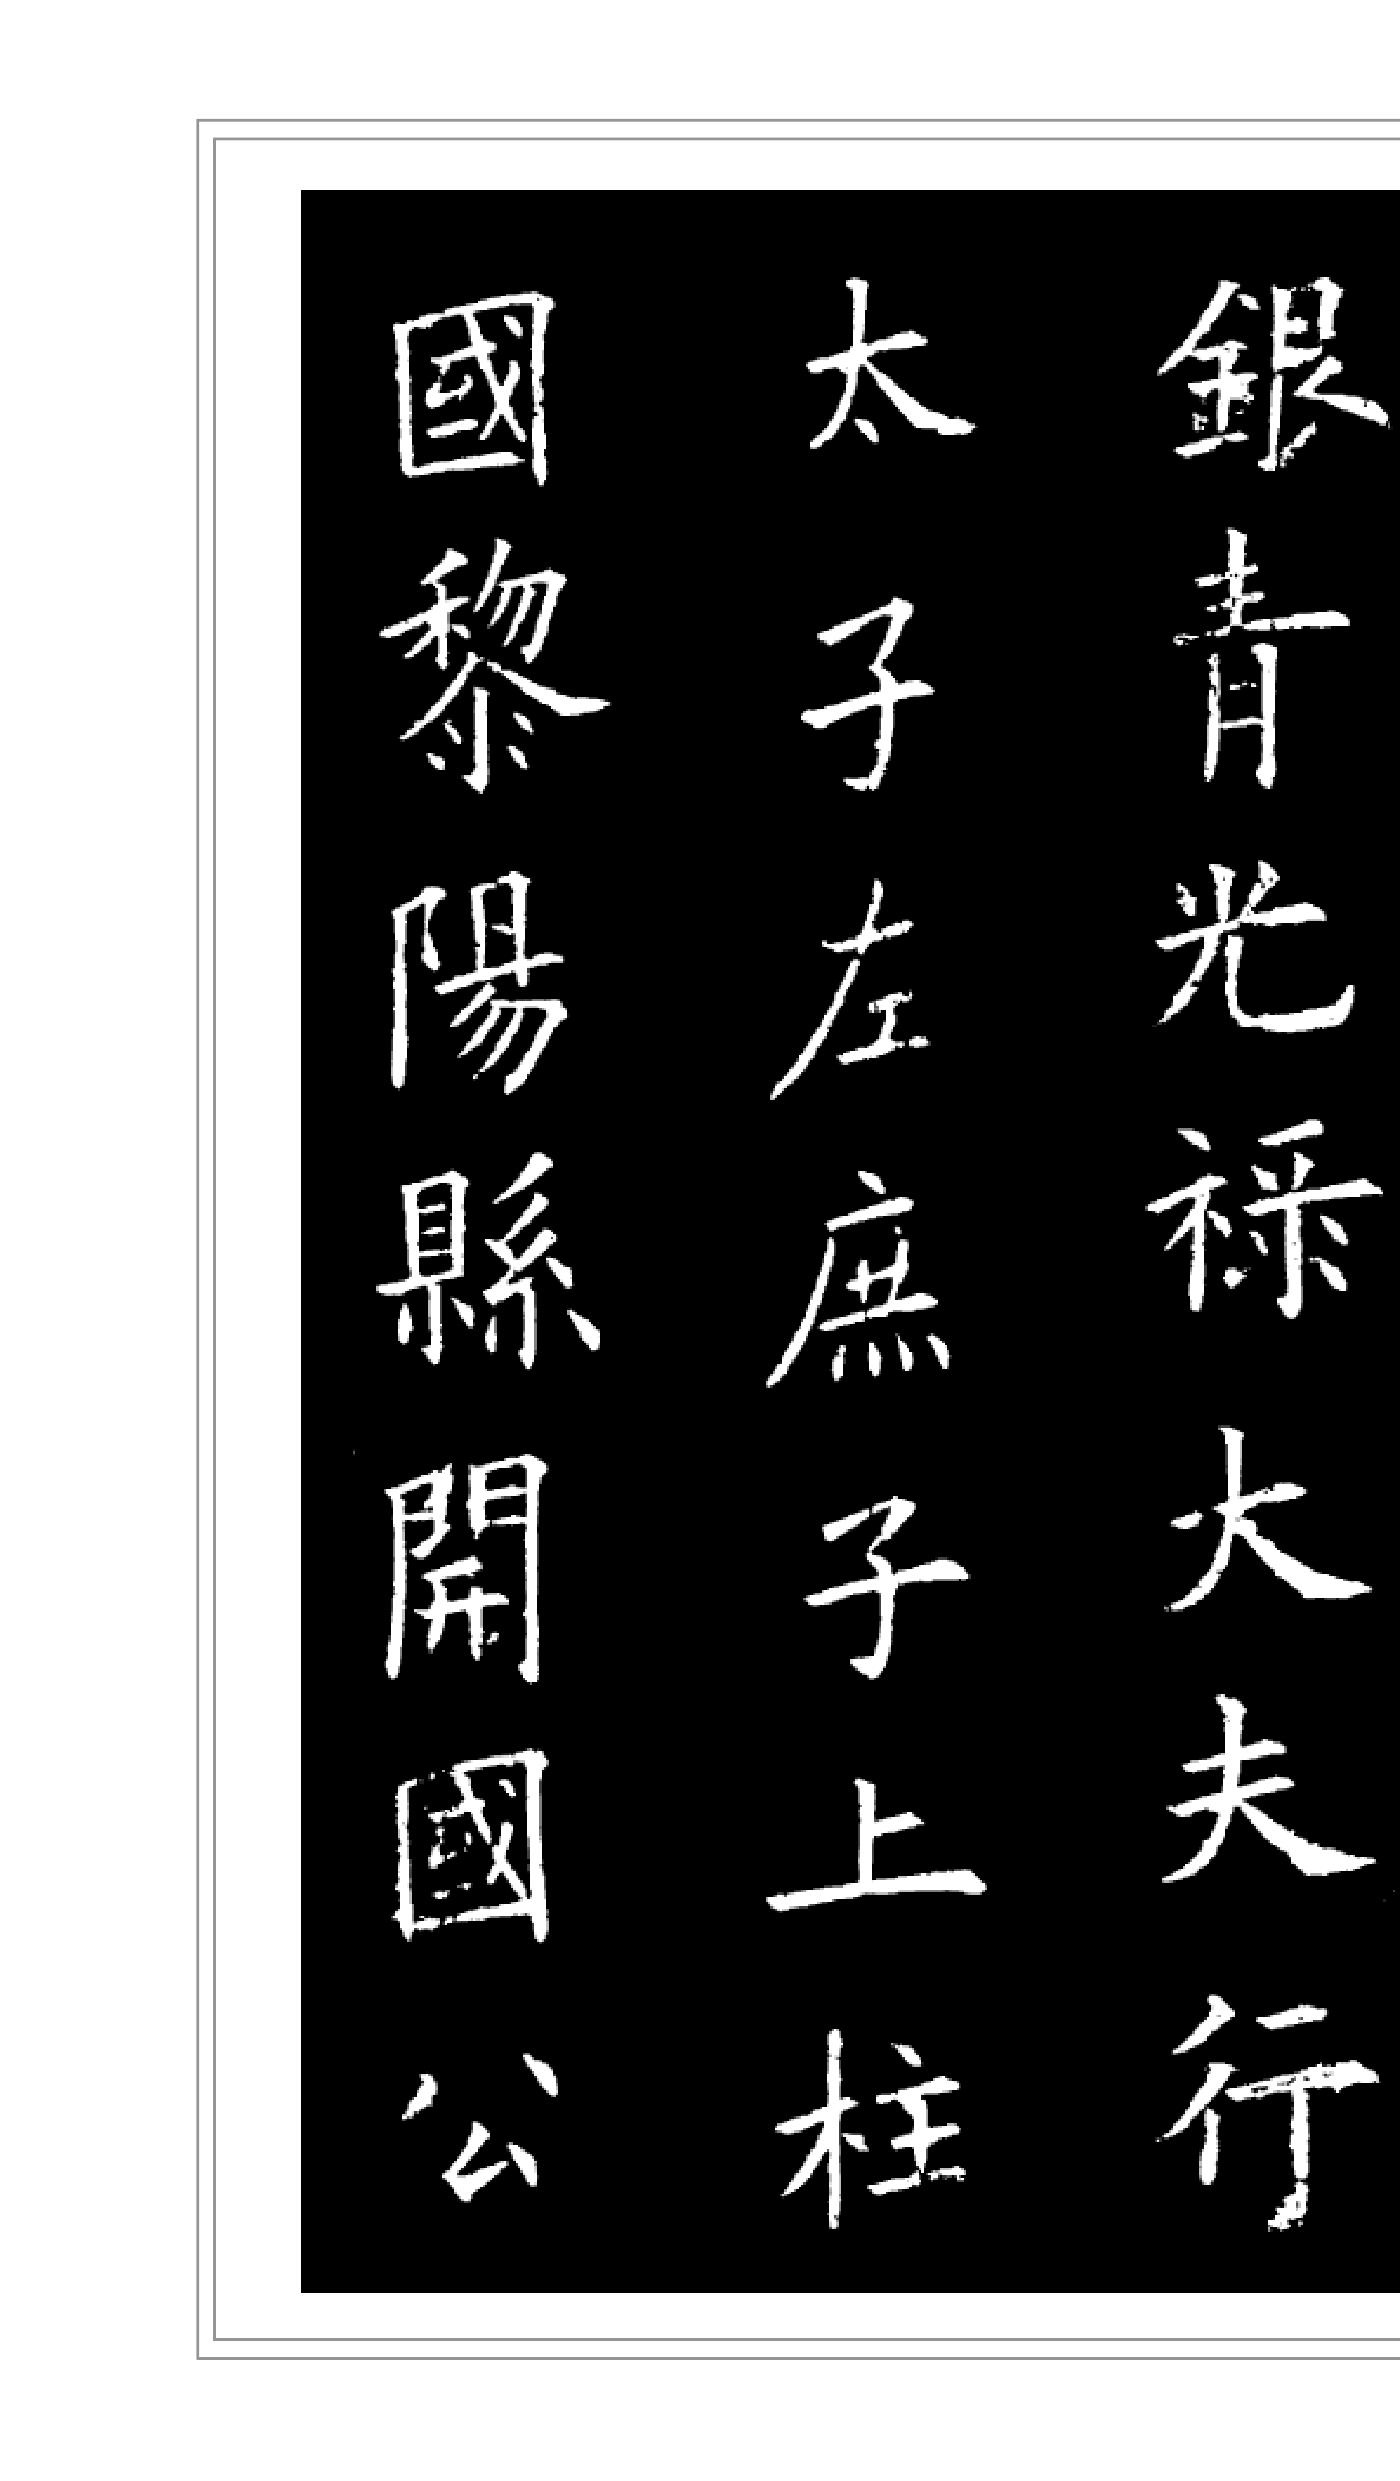 銀青光祿大夫行
太子左庶子上柱
國黎陽縣開國公